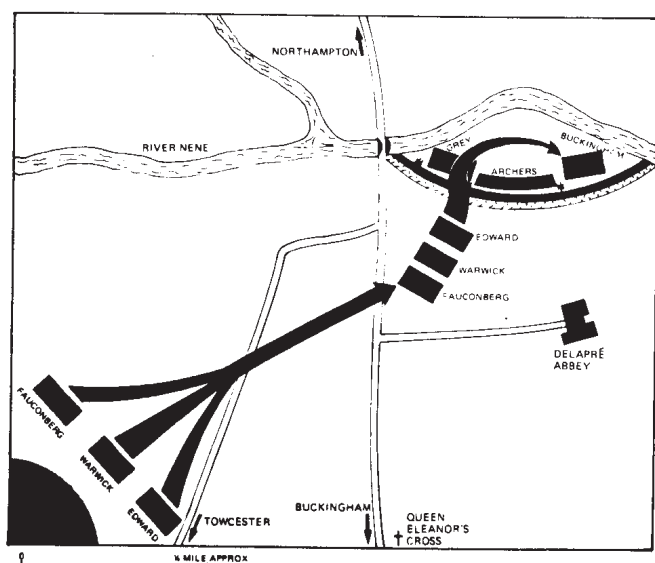 NORTHAMPTON
RIVER NENE
GREY
BUCKINGHAM
ARCHERS
EDWARD
WARWICK
FAUCONBERG
DELAPRÉ
ABBEY
FAUCONBERG
WARWICK
EDWARD
TOWCESTER
BUCKINGHAM
QUEEN
ELEANOR'S
CROSS
½ MILE APPROX